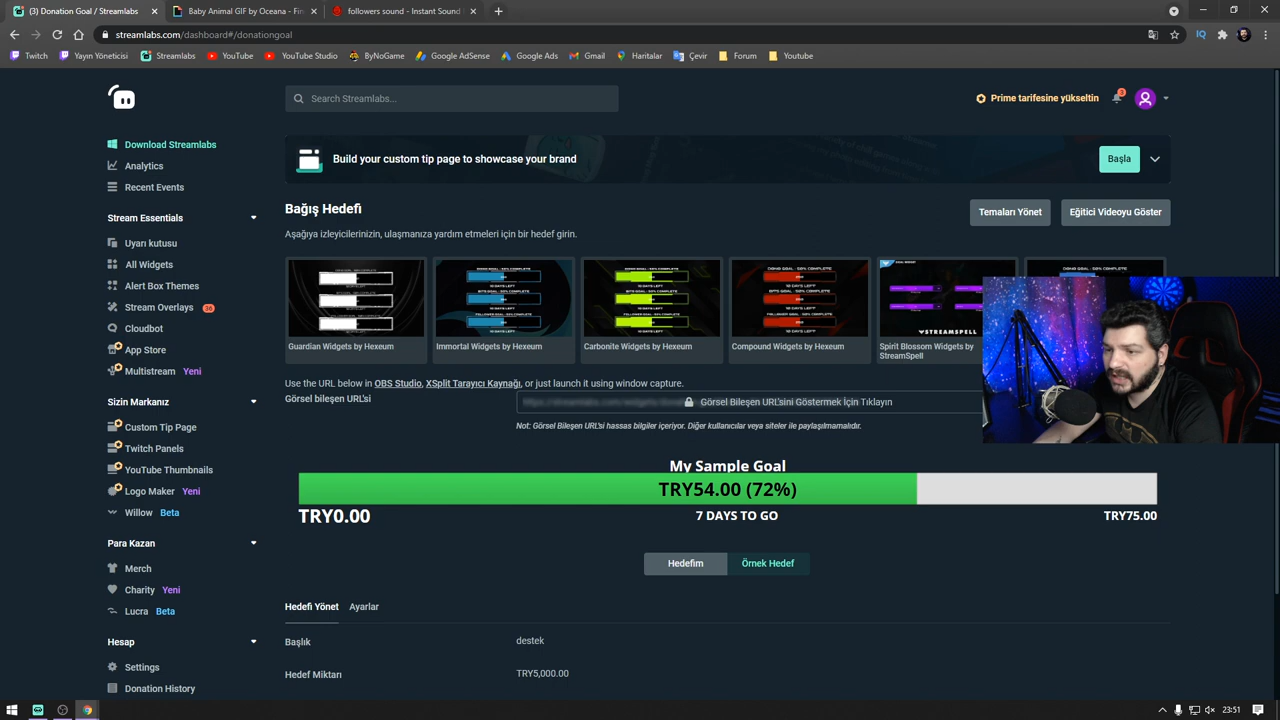 (3) Donation Goal / Streamlabs
Baby Animal GIF by Oceana - Fin
followers sound - Instant Sound
streamlabs.com/dashboard#/donationgoal
Twitch
Yayın Yöneticisi
Streamlabs
YouTube
YouTube Studio
ByNoGame
Google AdSense
Google Ads
Gmail
Haritalar
Çevir
Forum
Youtube
Search Streamlabs...
Prime tarifesine yükseltin
3
Download Streamlabs
Analytics
Recent Events
Stream Essentials
Uyarı kutusu
All Widgets
Alert Box Themes
Stream Overlays
Cloudbot
App Store
Multistream Yeni
Sizin Markanız
Custom Tip Page
Twitch Panels
YouTube Thumbnails
Logo Maker Yeni
Willow Beta
Para Kazan
Merch
Charity Yeni
Lucra Beta
Hesap
Settings
Donation History
Build your custom tip page to showcase your brand
Başla
Bağış Hedefi
Temaları Yönet
Eğitici Videoyu Göster
Aşağıya izleyicilerinizin, ulaşmanıza yardım etmeleri için bir hedef girin.
STREAMSPELL
Guardian Widgets by Hexeum
Immortal Widgets by Hexeum
Carbonite Widgets by Hexeum
Compound Widgets by Hexeum
Spirit Blossom Widgets by
StreamSpell
Use the URL below in OBS Studio, XSplit Tarayıcı Kaynağı, or just launch it using window capture.
Görsel bileşen URL'si
Görsel Bileşen URL'sini Göstermek İçin Tıklayın
Not: Görsel Bileşen URL'si hassas bilgiler içeriyor. Diğer kullanıcılar veya siteler ile paylaşılmamalıdır.
My Sample Goal
TRY54.00 (72%)
TRY0.00
7 DAYS TO GO
TRY75.00
Hedefim
Örnek Hedef
Hedefi Yönet
Ayarlar
Başlık
destek
Hedef Miktarı
TRY5,000.00
23:51